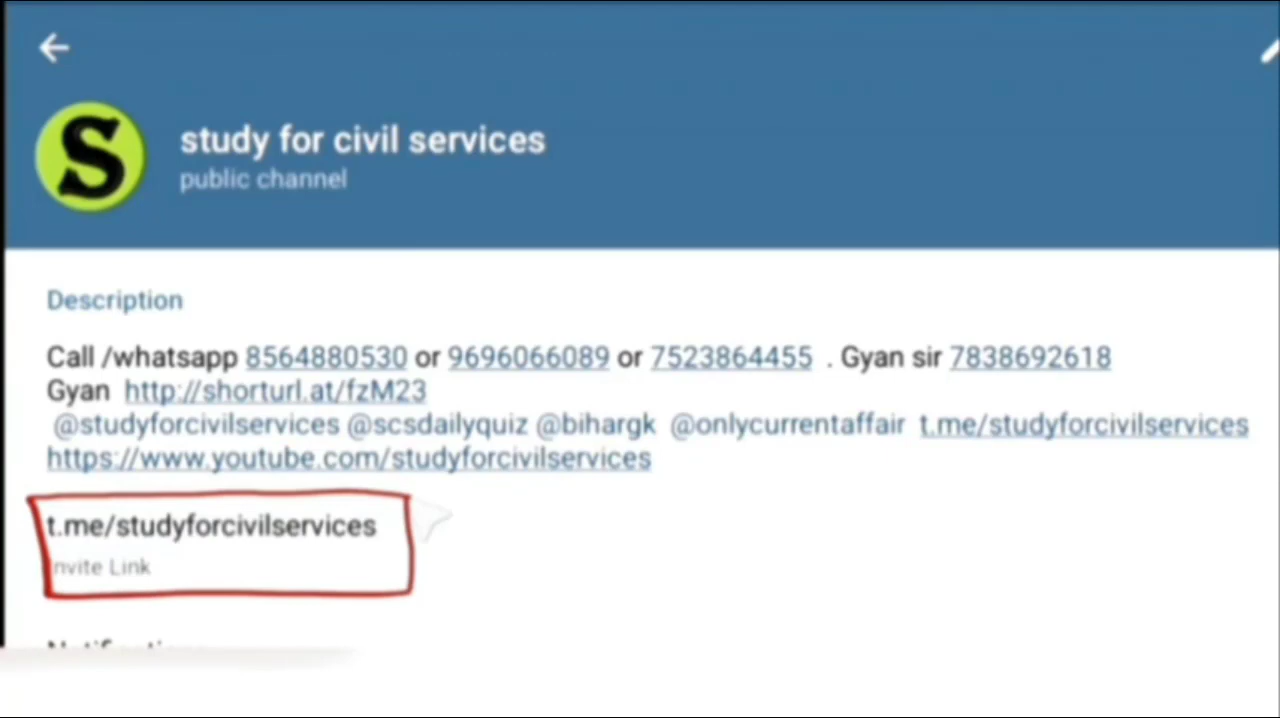 S
study for civil services
public channel
Description
Call /whatsapp 8564880530 or 9696066089 or 7523864455 . Gyan sir 7838692618
Gyan http://shorturl.at/fzM23
@studyforcivilservices @scsdailyquiz @bihargk @onlycurrentaffair t.me/studyforcivilservices
https://www.youtube.com/studyforcivilservices
t.me/studyforcivilservices
nvite Link